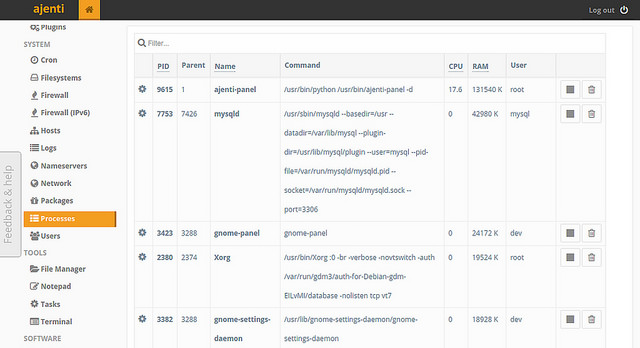 ajenti
Log out
Plugins
SYSTEM
Cron
Filesystems
Firewall
Firewall (IPv6)
Hosts
Logs
Nameservers
Network
Packages
Processes
Users
TOOLS
File Manager
Notepad
Tasks
Terminal
SOFTWARE
Feedback & help
Filter...
PID Parent Name Command CPU RAM User
9615 1 ajenti-panel /usr/bin/python /usr/bin/ajenti-panel -d 17.6 131540 K root
7753 7426 mysqld /usr/sbin/mysqld --basedir=/usr -- 0 42980 K mysql
datadir=/var/lib/mysql --plugin-
dir=/usr/lib/mysql/plugin --user=mysql --pid-
file=/var/run/mysqld/mysqld.pid --
socket=/var/run/mysqld/mysqld.sock --
port=3306
3423 3288 gnome-panel gnome-panel 0 24172 K dev
2380 2374 Xorg /usr/bin/Xorg :0 -br -verbose -novtswitch -auth 0 19524 K root
/var/run/gdm3/auth-for-Debian-gdm-
EILvMI/database -nolisten tcp vt7
3382 3288 gnome-settings- /usr/lib/gnome-settings-daemon/gnome- 0 18928 K dev
daemon settings-daemon